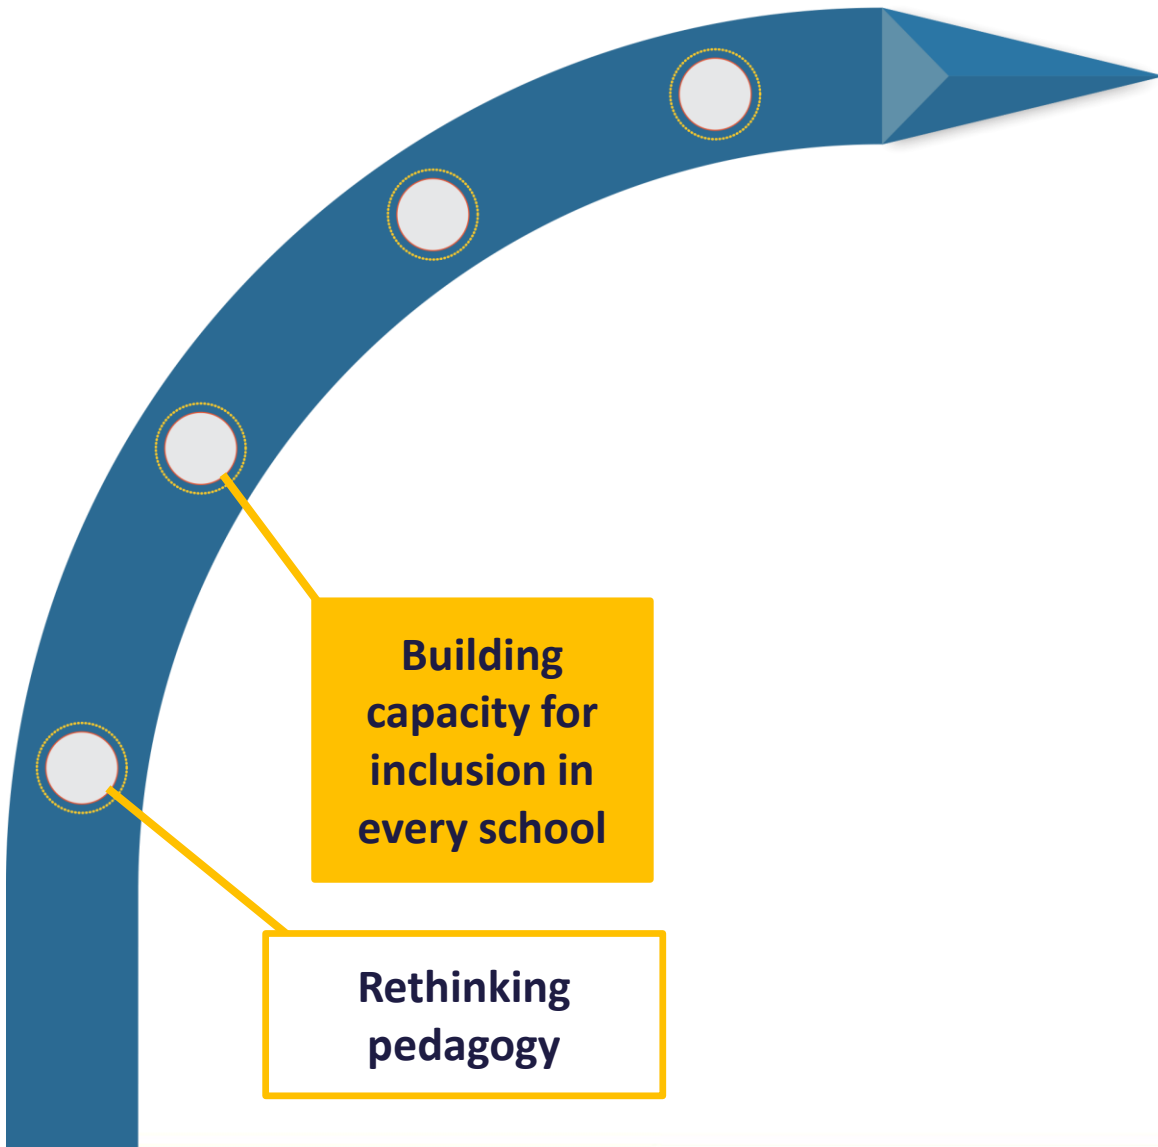 Building
capacity for
inclusion in
every school
Rethinking
pedagogy